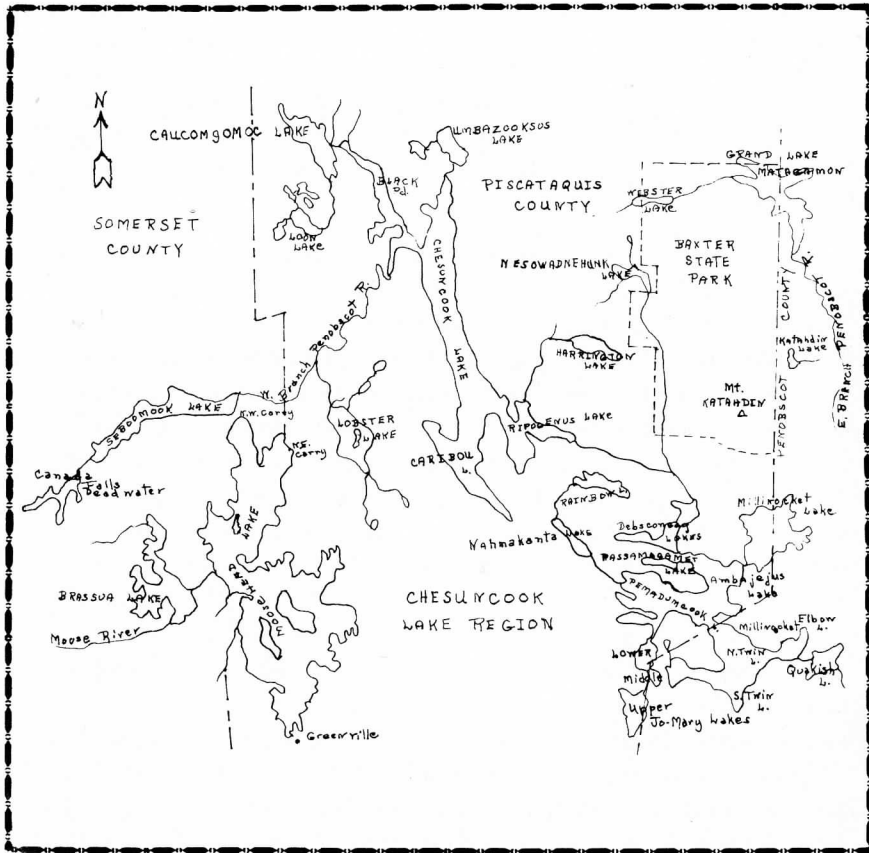 N
CAUCOMGOMOC LAKE
UMBAZOOKSUS
LAKE
GRAND LAKE
MATAGAMON
BLACK
Pd.
PISCATAQUIS
COUNTY
WEBSTER
LAKE
SOMERSET
COUNTY
LOON
LAKE
CHESUNCOOK
LAKE
NESOWADNEHUNK
LAKE
BAXTER
STATE
PARK
PENOBSCOT COUNTY
E. BRANCH PENOBSCOT R.
Katahdin
Lake
W. Branch Penobscot R.
HARRINGTON
LAKE
Mt.
KATAHDIN
SEBOOMOOK LAKE
N.W. Carry
LOBSTER
LAKE
RIPOGENUS LAKE
N.E.
Carry
CARIBOU
L.
Canada
Falls
Deadwater
RAINBOW L.
Millinocket
Lake
Debsconeag
LAKES
Nahmakanta Lake
PASSAMAGAMET
LAKE
MOOSEHEAD
LAKE
BRASSUA LAKE
Ambajejus
Lake
PEMADUMCOOK
CHESUNCOOK
LAKE REGION
Moose River
Millinocket
Elbow
L.
LOWER
N. Twin
L.
Middle
Quakish
L.
S. Twin
L.
Upper
Jo-Mary Lakes
Greenville